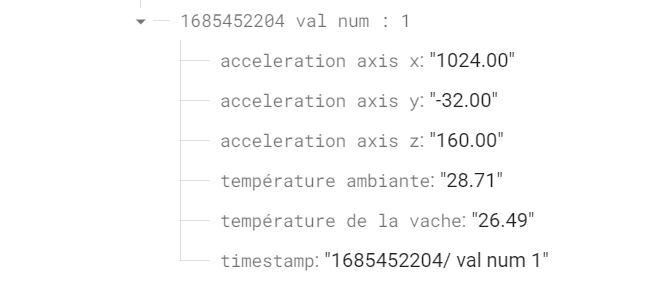 1685452204 val num : 1
acceleration axis x: "1024.00"
acceleration axis y: "-32.00"
acceleration axis z: "160.00"
température ambiante: "28.71"
température de la vache: "26.49"
timestamp: "1685452204/ val num 1"